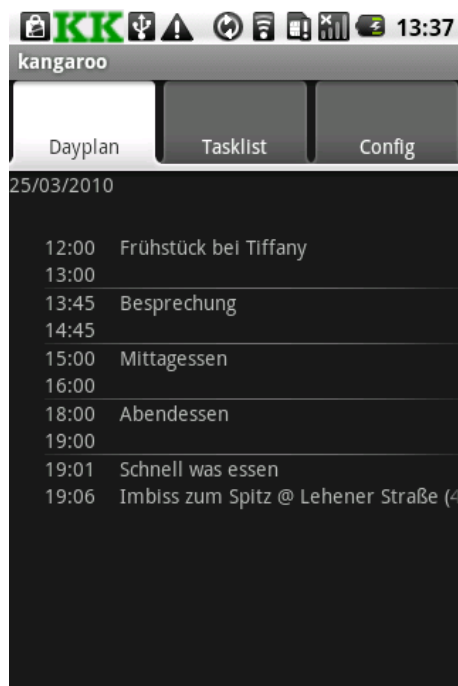 KK 13:37
kangaroo
Dayplan Tasklist Config
25/03/2010
12:00 Frühstück bei Tiffany
13:00
13:45 Besprechung
14:45
15:00 Mittagessen
16:00
18:00 Abendessen
19:00
19:01 Schnell was essen
19:06 Imbiss zum Spitz @ Lehener Straße (4